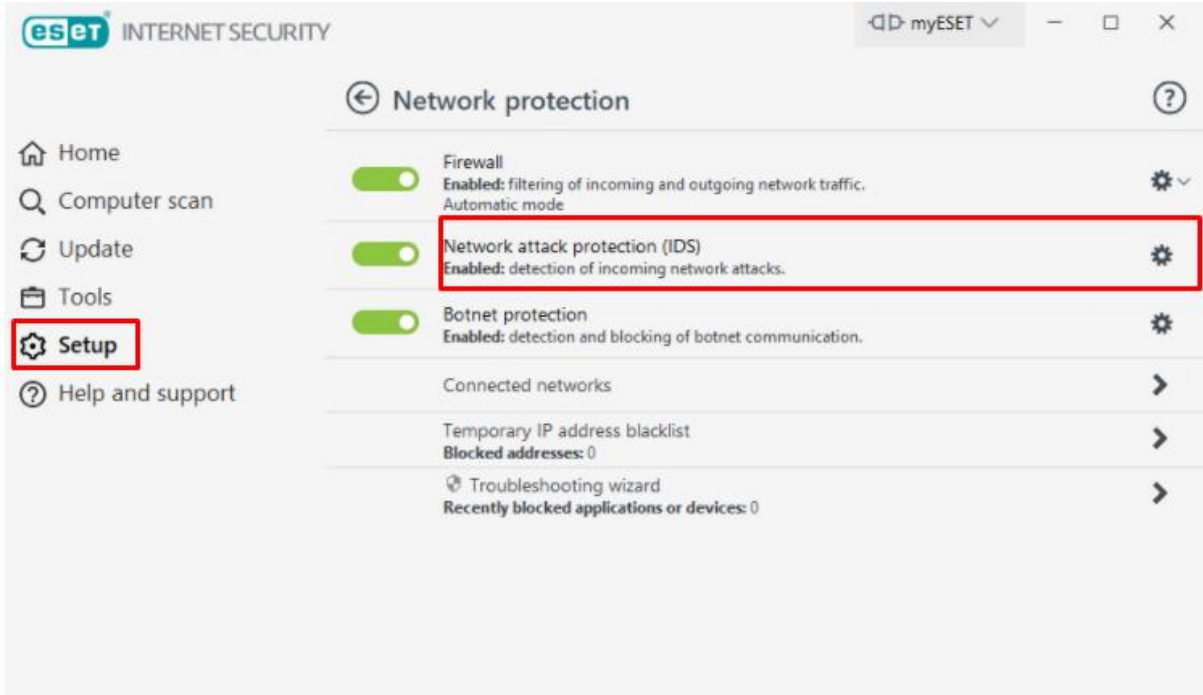 eset INTERNET SECURITY
myESET
Network protection
Home
Computer scan
Update
Tools
Setup
Help and support
Firewall
Enabled: filtering of incoming and outgoing network traffic.
Automatic mode
Network attack protection (IDS)
Enabled: detection of incoming network attacks.
Botnet protection
Enabled: detection and blocking of botnet communication.
Connected networks
Temporary IP address blacklist
Blocked addresses: 0
Troubleshooting wizard
Recently blocked applications or devices: 0